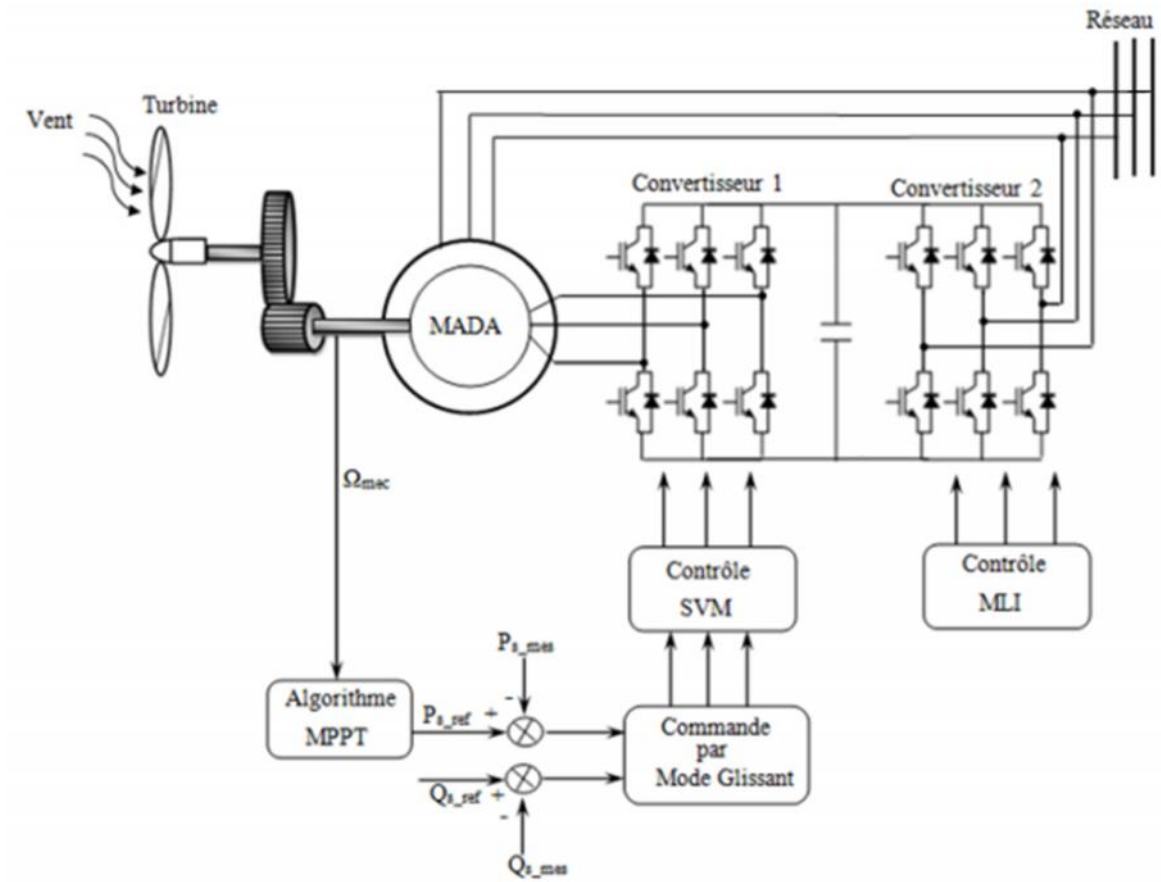 Réseau
Turbine
Vent
Convertisseur 1
Convertisseur 2
MADA
Ωmec
Contrôle
SVM
Contrôle
MLI
Ps_mes
-
Algorithme
MPPT
Ps_ref +
Commande
par
Mode Glissant
Qs_ref +
-
Qs_mes